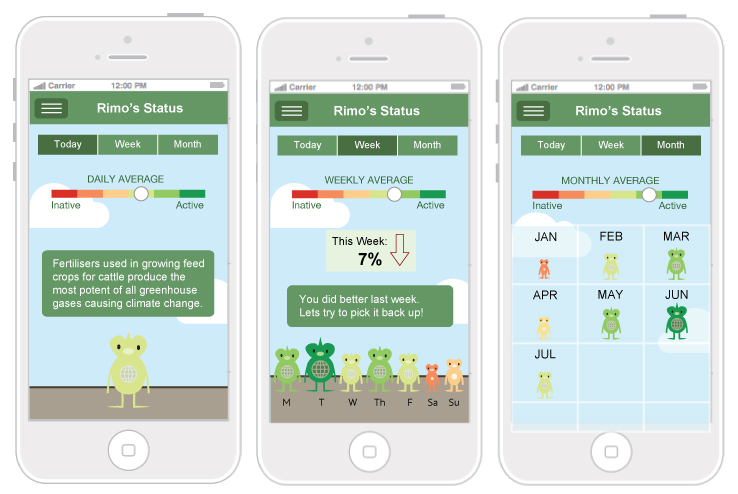 Carrier 12:00 PM
Rimo's Status
Today Week Month
DAILY AVERAGE
Inative Active
Fertilisers used in growing feed
crops for cattle produce the
most potent of all greenhouse
gases causing climate change.
Carrier 12:00 PM
Rimo's Status
Today Week Month
WEEKLY AVERAGE
Inative Active
This Week:
7%
You did better last week.
Lets try to pick it back up!
M T W Th F Sa Su
Carrier 12:00 PM
Rimo's Status
Today Week Month
MONTHLY AVERAGE
Inative Active
JAN FEB MAR
APR MAY JUN
JUL